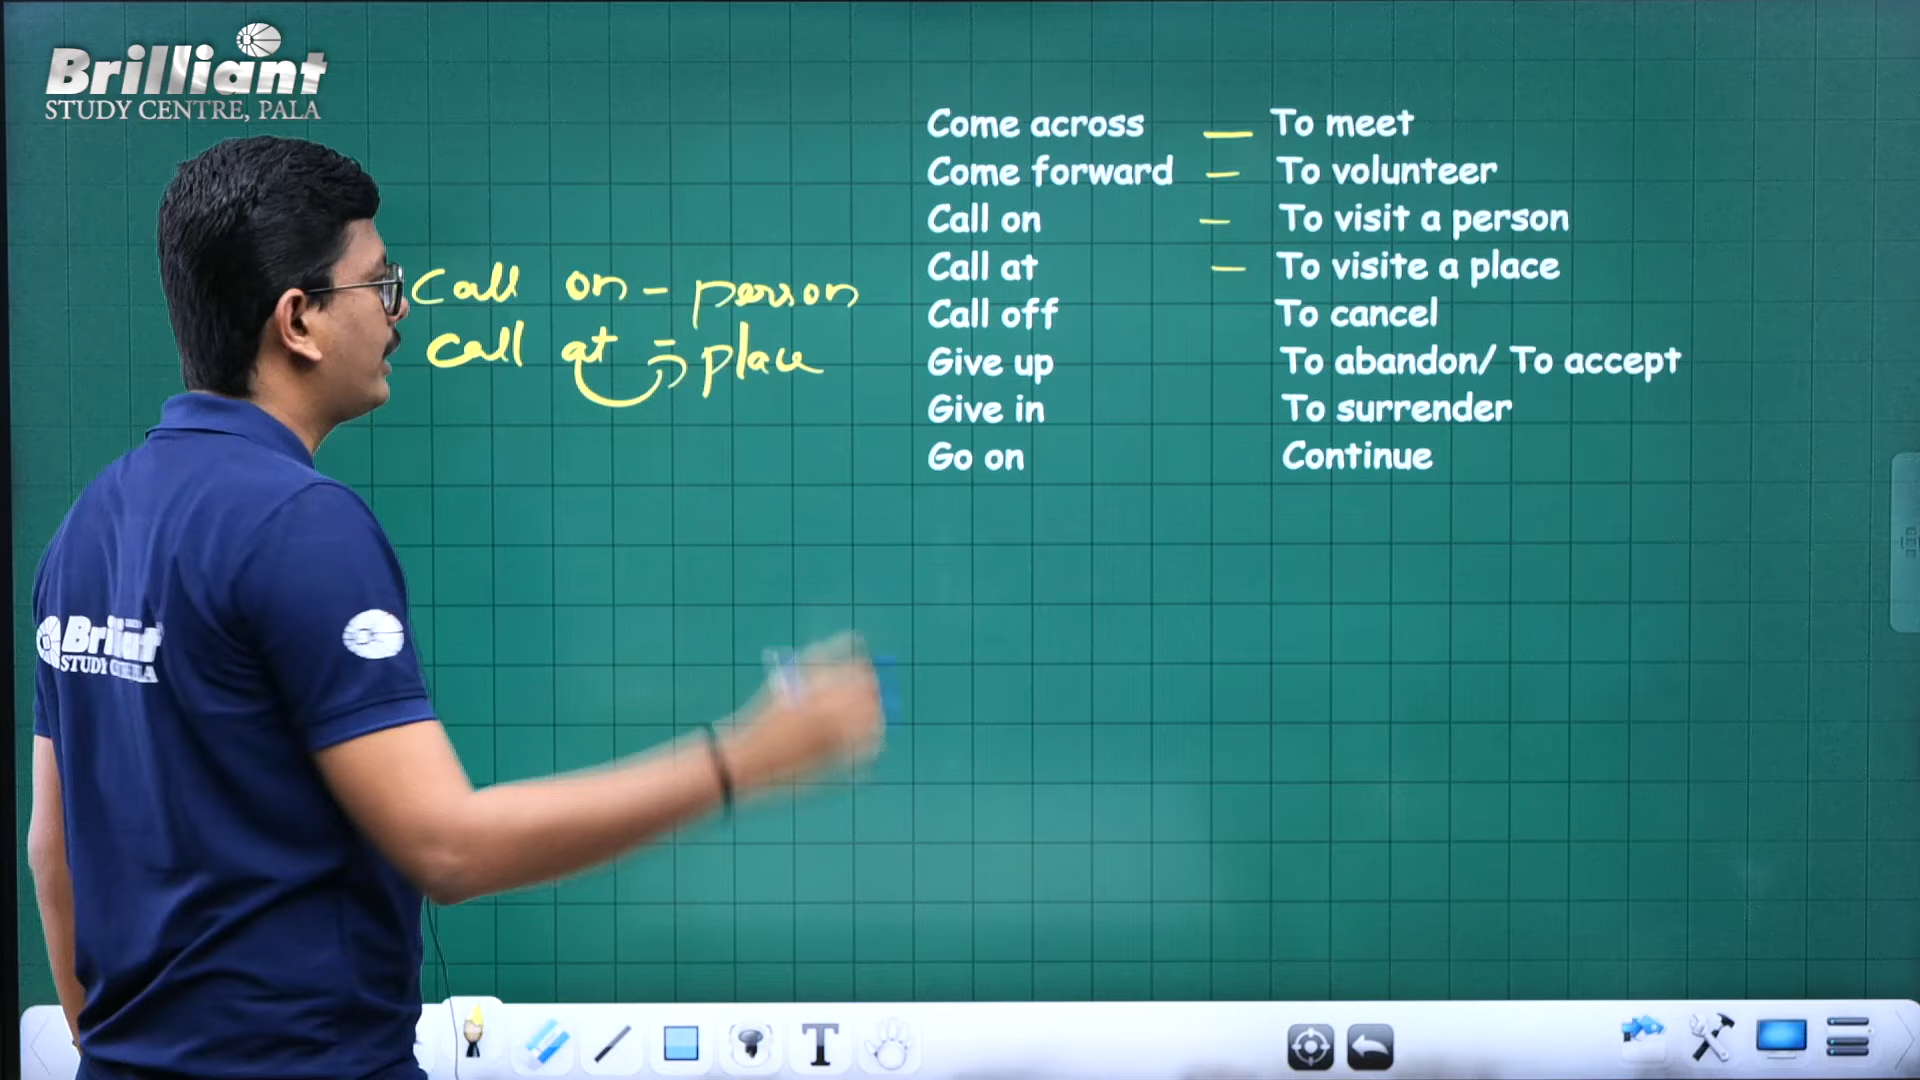 Brilliant
STUDY CENTRE, PALA
Come across — To meet
Come forward – To volunteer
Call on – To visit a person
Call at – To visite a place
Call off To cancel
Give up To abandon/ To accept
Give in To surrender
Go on Continue
Call on – person
Call at = place
Brilliant
STUDY
T